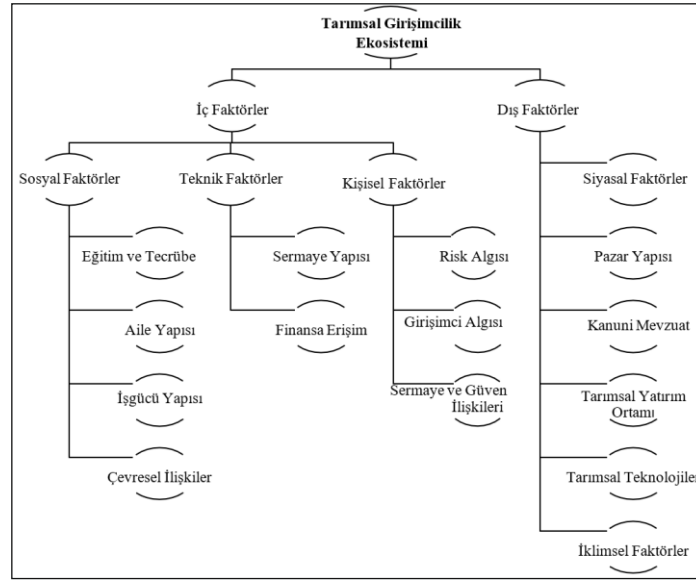 Tarımsal Girişimcilik
Ekosistemi
İç Faktörler
Dış Faktörler
Sosyal Faktörler
Teknik Faktörler
Kişisel Faktörler
Siyasal Faktörler
Eğitim ve Tecrübe
Sermaye Yapısı
Risk Algısı
Pazar Yapısı
Aile Yapısı
Finansa Erişim
Girişimci Algısı
Kanuni Mevzuat
İşgücü Yapısı
Sermaye ve Güven
İlişkileri
Tarımsal Yatırım
Ortamı
Çevresel İlişkiler
Tarımsal Teknolojiler
İklimsel Faktörler